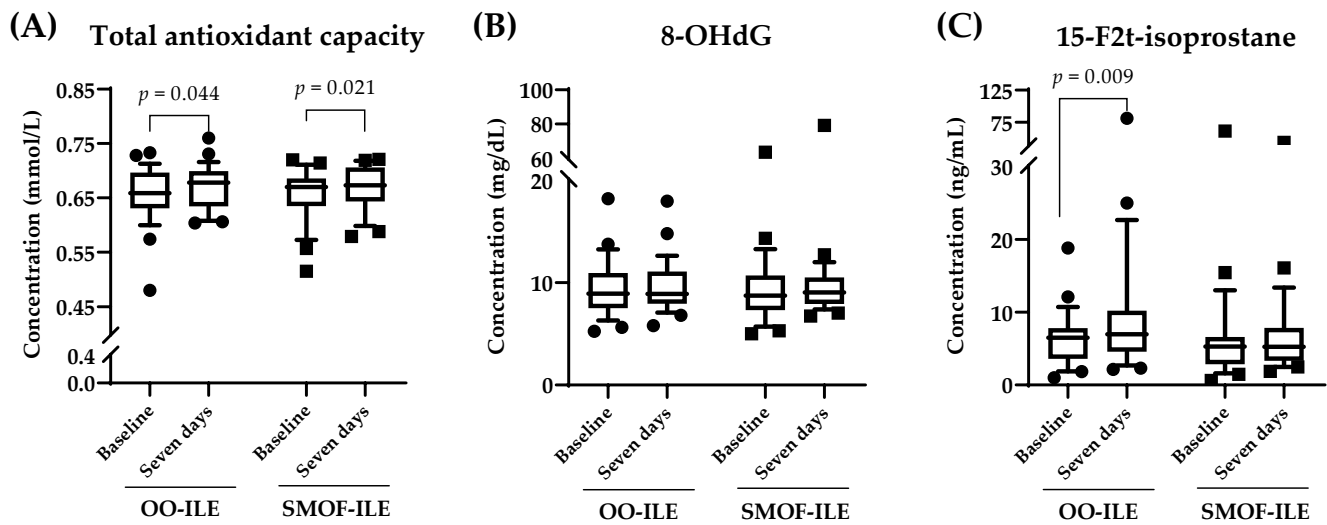 (A) Total antioxidant capacity
Concentration (mmol/L)
0.85
0.75
0.65
0.55
0.45
0.4
0.0
p = 0.044
p = 0.021
Baseline
Seven days
Baseline
Seven days
OO-ILE
SMOF-ILE
(B) 8-OHdG
Concentration (mg/dL)
100
80
60
20
10
0
Baseline
Seven days
Baseline
Seven days
OO-ILE
SMOF-ILE
(C) 15-F2t-isoprostane
Concentration (ng/mL)
125
75
30
20
10
0
p = 0.009
Baseline
Seven days
Baseline
Seven days
OO-ILE
SMOF-ILE